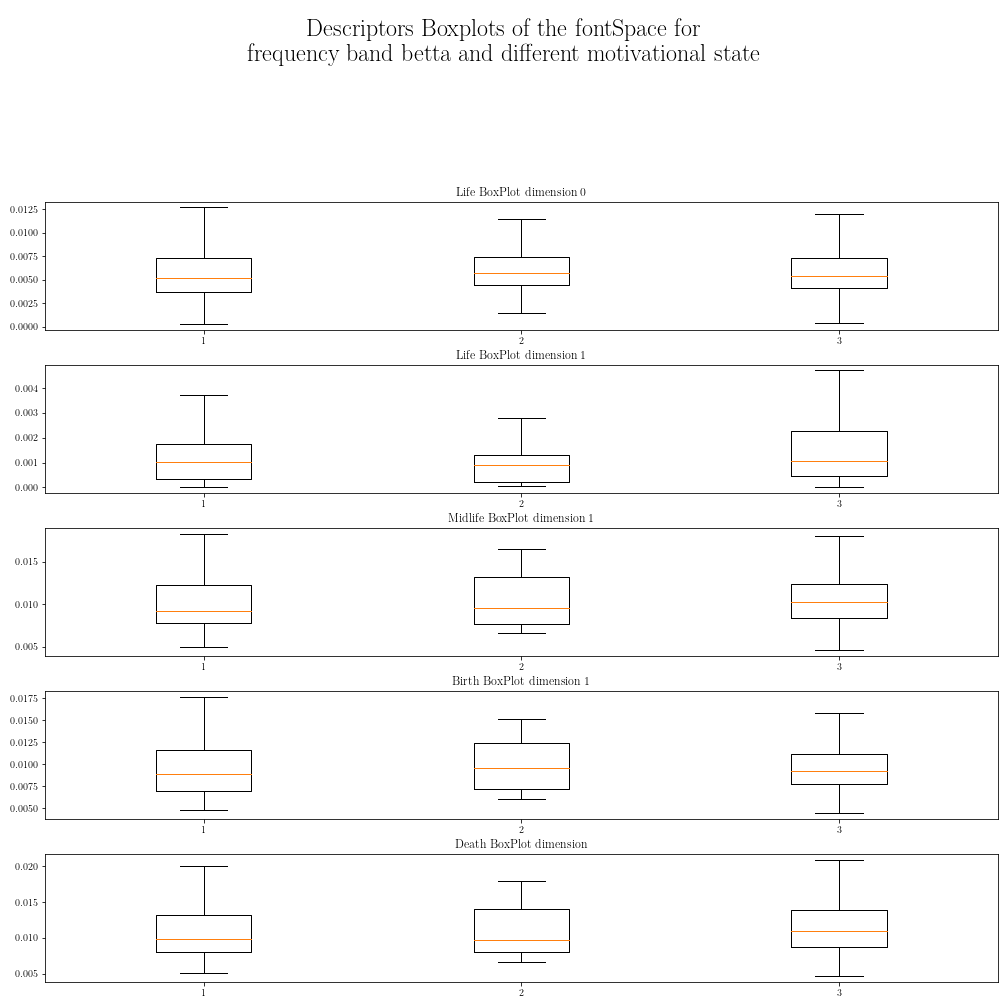 Descriptors Boxplots of the fontSpace for
frequency band betta and different motivational state
Life BoxPlot dimension 0
0.0125
0.0100
0.0075
0.0050
0.0025
0.0000
1 2 3
Life BoxPlot dimension 1
0.004
0.003
0.002
0.001
0.000
1 2 3
Midlife BoxPlot dimension 1
0.015
0.010
0.005
1 2 3
Birth BoxPlot dimension 1
0.0175
0.0150
0.0125
0.0100
0.0075
0.0050
1 2 3
Death BoxPlot dimension
0.020
0.015
0.010
0.005
1 2 3